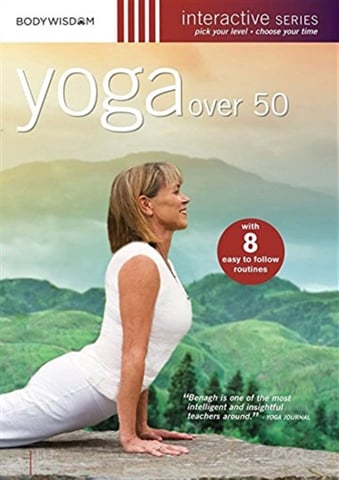 BODYWISDOM
interactive SERIES
pick your level • choose your time
yoga over 50
with
8
easy to follow
routines
"Benagh is one of the most
intelligent and insightful
teachers around." - YOGA JOURNAL